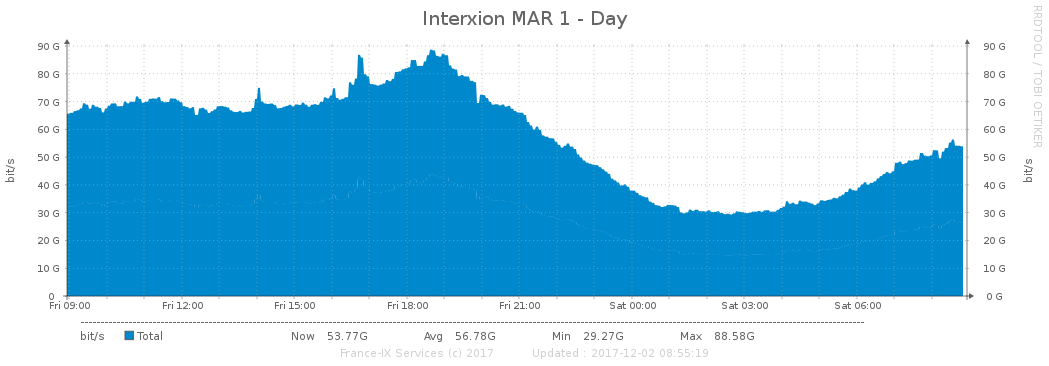 Interxion MAR 1 - Day
RRDTOOL / TOBI OETIKER
90 G 90 G
80 G 80 G
70 G 70 G
60 G 60 G
50 G 50 G
40 G 40 G
30 G 30 G
20 G 20 G
10 G 10 G
0 0 G
bit/s bit/s
Fri 09:00 Fri 12:00 Fri 15:00 Fri 18:00 Fri 21:00 Sat 00:00 Sat 03:00 Sat 06:00
bit/s Total Now 53.77G Avg 56.78G Min 29.27G Max 88.58G
France-IX Services (c) 2017 Updated : 2017-12-02 08:55:19